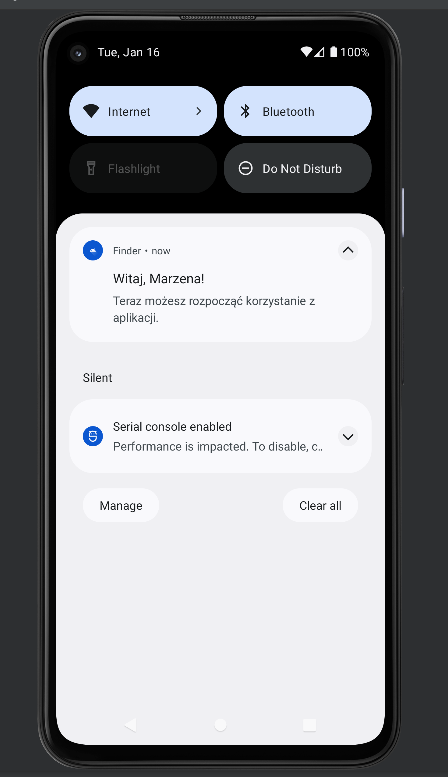 Tue, Jan 16
100%
Internet
Bluetooth
Flashlight
Do Not Disturb
Finder • now
Witaj, Marzena!
Teraz możesz rozpocząć korzystanie z
aplikacji.
Silent
Serial console enabled
Performance is impacted. To disable, c..
Manage
Clear all